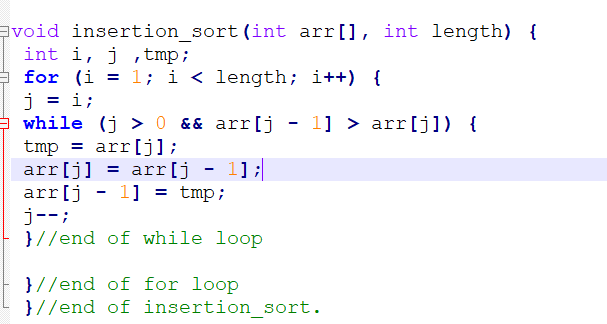 void insertion_sort(int arr[], int length) {
int i, j ,tmp;
for (i = 1; i < length; i++) {
j = i;
while (j > 0 && arr[j - 1] > arr[j]) {
tmp = arr[j];
arr[j] = arr[j - 1];
arr[j - 1] = tmp;
j--;
}//end of while loop
}//end of for loop
}//end of insertion_sort.